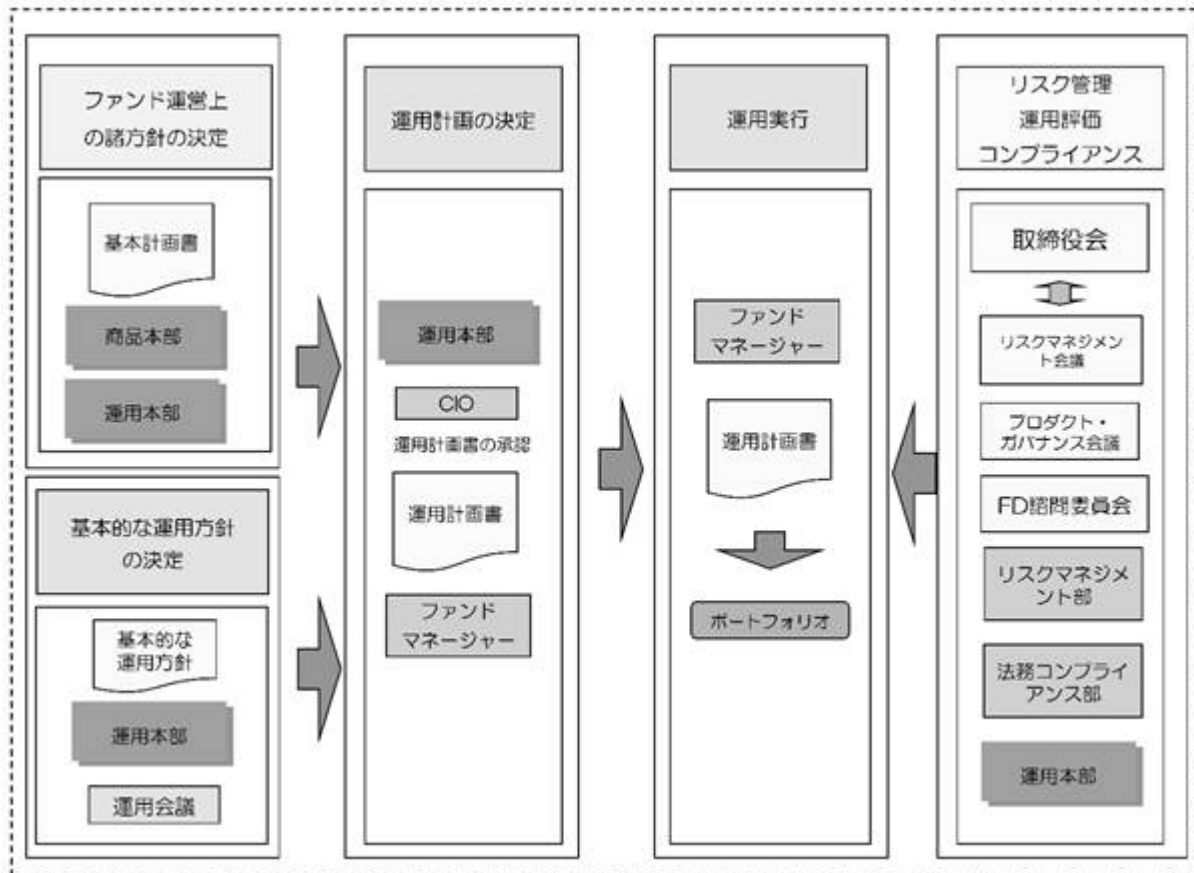 ファンド運営上
の諸方針の決定
基本計画書
商品本部
運用本部
基本的な運用方針
の決定
基本的な
運用方針
運用本部
運用会議
運用計画の決定
運用本部
CIO
運用計画書の承認
運用計画書
ファンド
マネージャー
運用実行
ファンド
マネージャー
運用計画書
ポートフォリオ
リスク管理
運用評価
コンプライアンス
取締役会
リスクマネジメン
ト会議
プロダクト・
ガバナンス会議
FD諮問委員会
リスクマネジメ
ント部
法務コンプライ
アンス部
運用本部